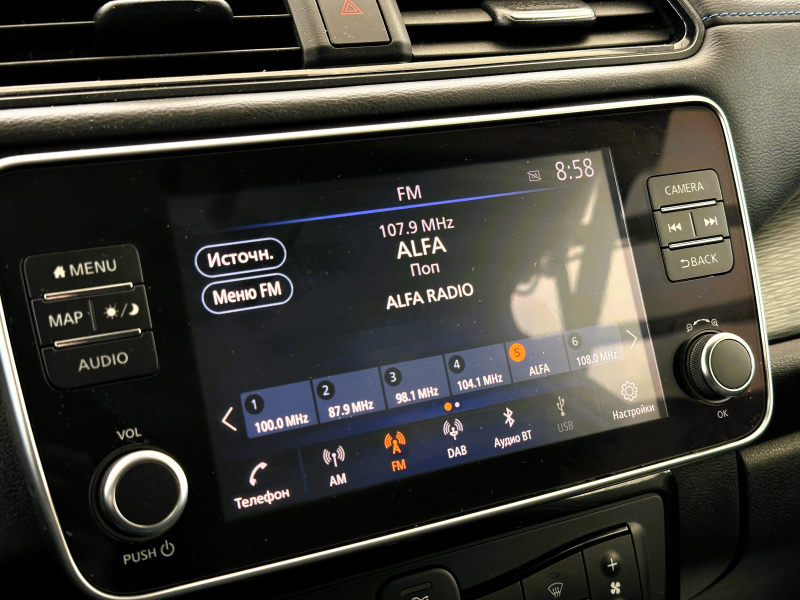 FM
8:58
107.9 MHz
ALFA
Поп
ALFA RADIO
Источн.
Меню FM
1
100.0 MHz
2
87.9 MHz
3
98.1 MHz
4
104.1 MHz
5
ALFA
6
108.0 MHz
Телефон
AM
FM
DAB
Аудио BT
USB
Настройки
MENU
MAP
AUDIO
VOL
PUSH
CAMERA
BACK
OK